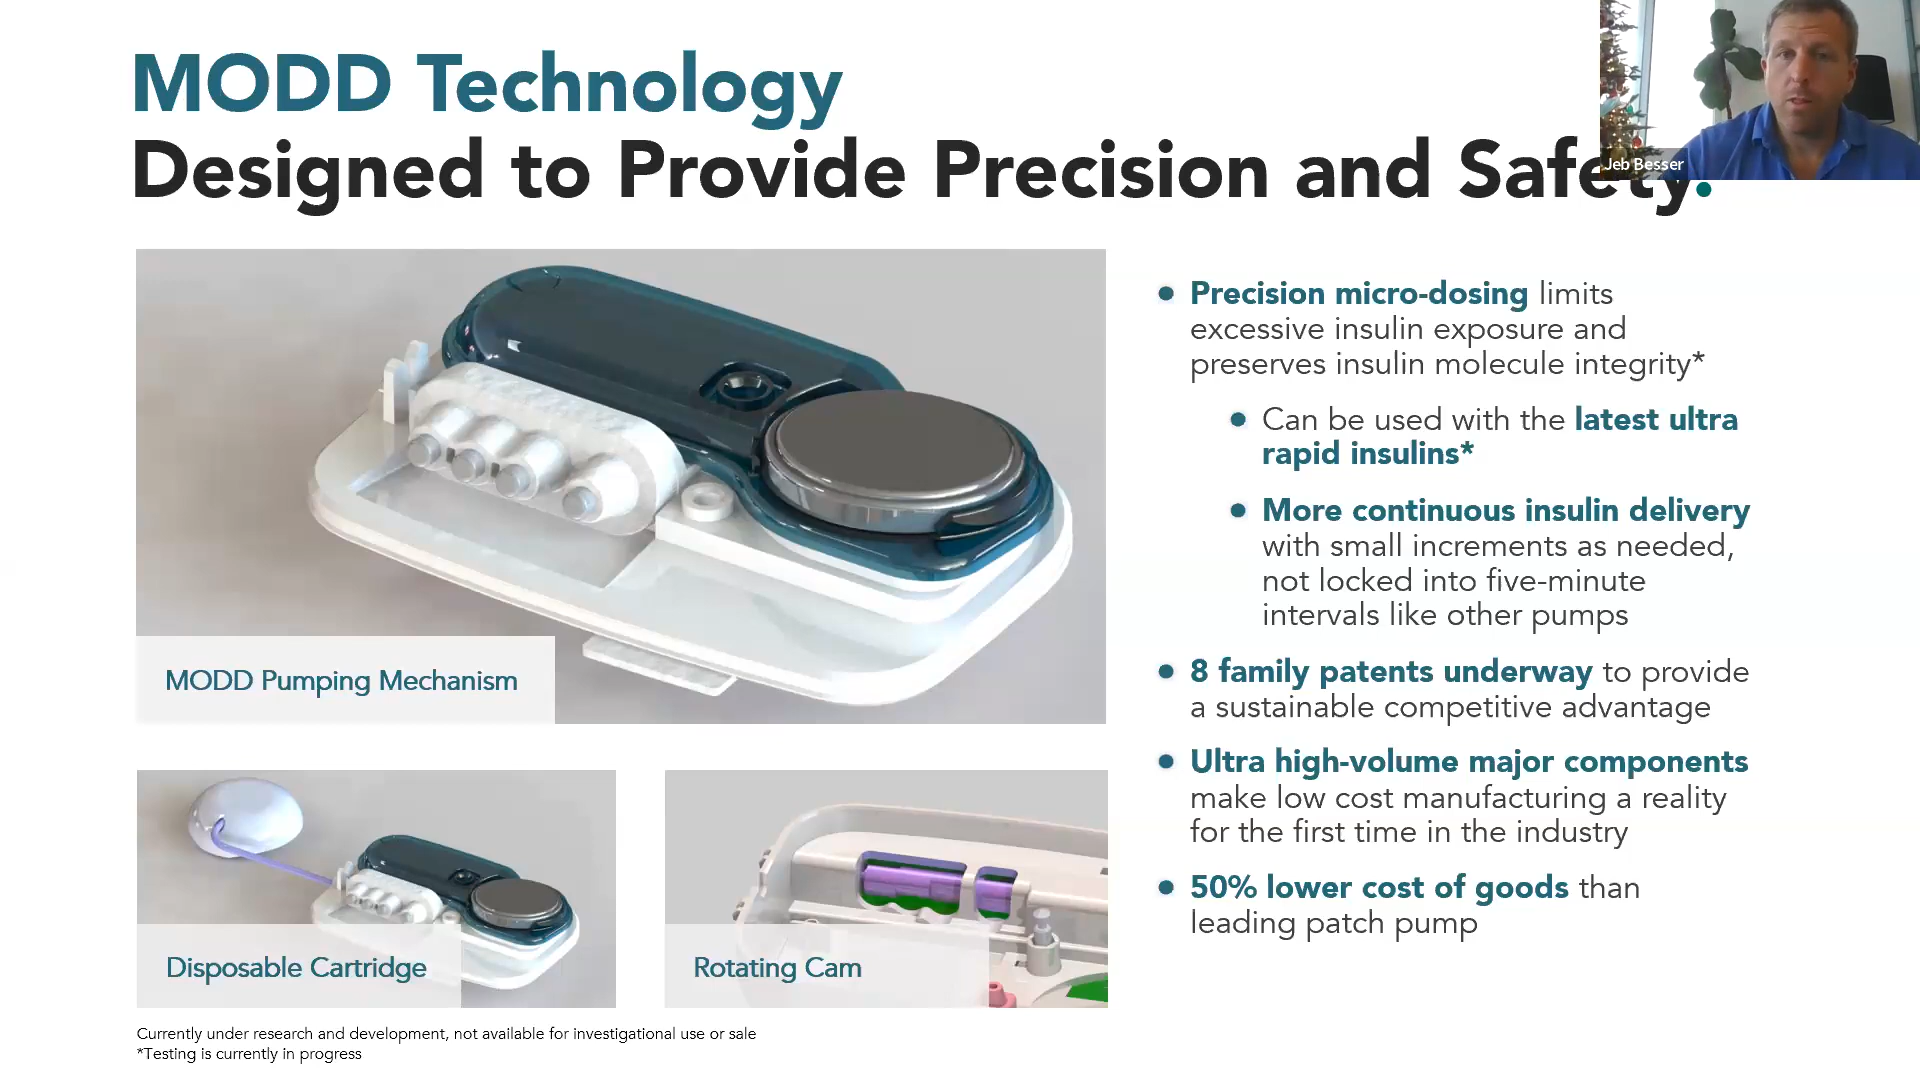 MODD Technology
Designed to Provide Precision and Safety.
Jeb Besser
MODD Pumping Mechanism
Disposable Cartridge
Rotating Cam
• Precision micro-dosing limits
excessive insulin exposure and
preserves insulin molecule integrity*
• Can be used with the latest ultra
rapid insulins*
• More continuous insulin delivery
with small increments as needed,
not locked into five-minute
intervals like other pumps
• 8 family patents underway to provide
a sustainable competitive advantage
• Ultra high-volume major components
make low cost manufacturing a reality
for the first time in the industry
• 50% lower cost of goods than
leading patch pump
Currently under research and development, not available for investigational use or sale
*Testing is currently in progress